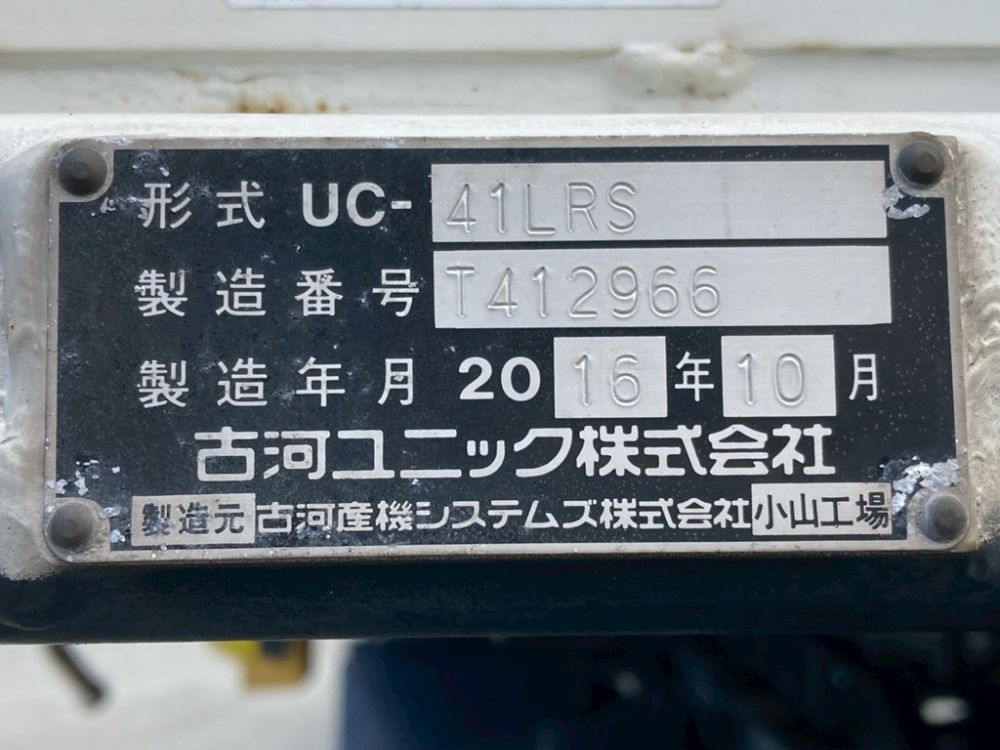 形式 UC-41LRS
製造番号 T412966
製造年月 2016年10月
古河ユニック株式会社
製造元 古河産機システムズ株式会社 小山工場